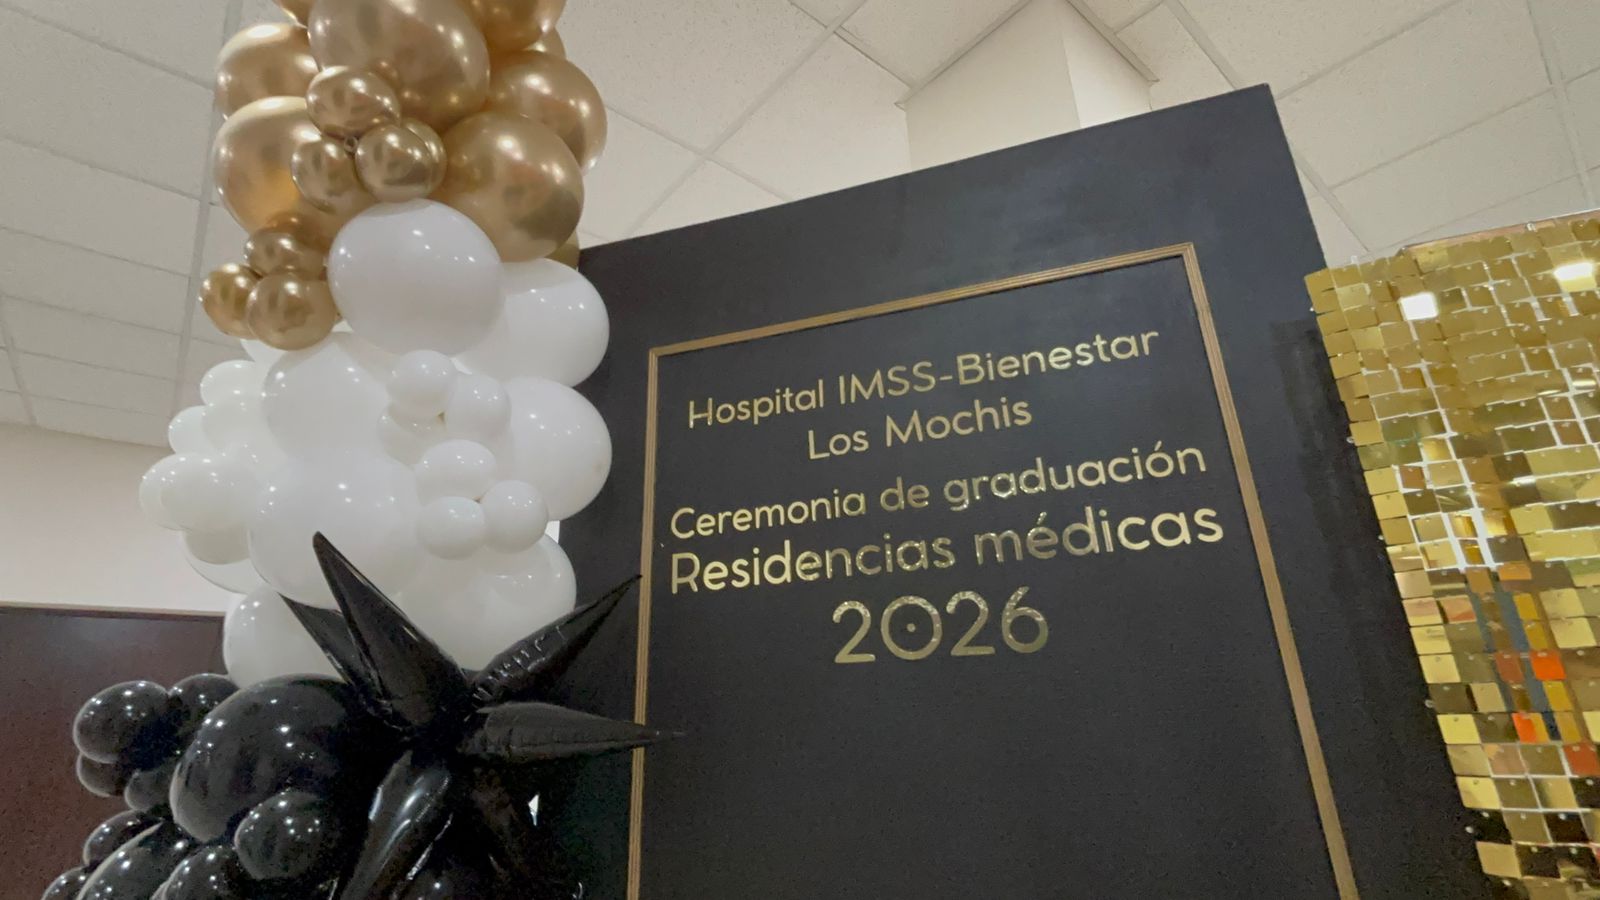 Hospital IMSS-Bienestar
Los Mochis
Ceremonia de graduación
Residencias médicas
2026